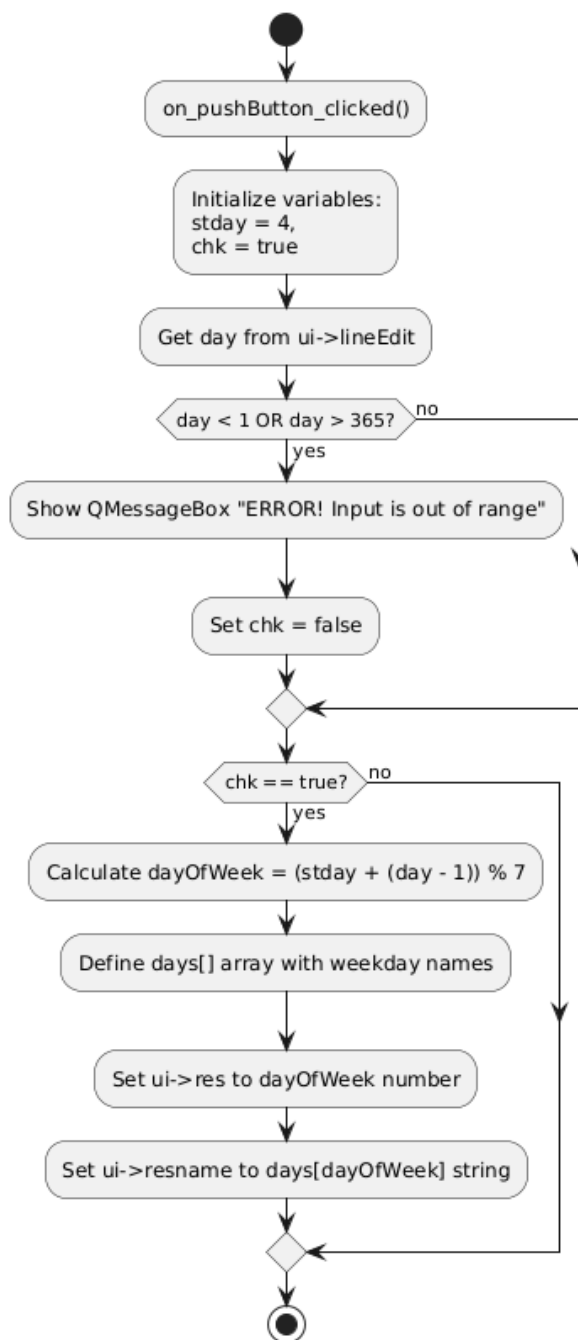 on_pushButton_clicked()
Initialize variables:
stday = 4,
chk = true
Get day from ui->lineEdit
day < 1 OR day > 365?
no
yes
Show QMessageBox "ERROR! Input is out of range"
Set chk = false
chk == true?
no
yes
Calculate dayOfWeek = (stday + (day - 1)) % 7
Define days[] array with weekday names
Set ui->res to dayOfWeek number
Set ui->resname to days[dayOfWeek] string